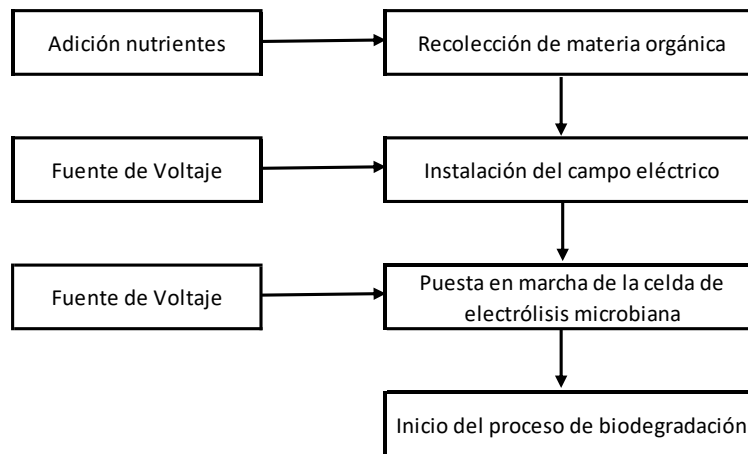 Adición nutrientes
Recolección de materia orgánica
Fuente de Voltaje
Instalación del campo eléctrico
Fuente de Voltaje
Puesta en marcha de la celda de
electrólisis microbiana
Inicio del proceso de biodegradación